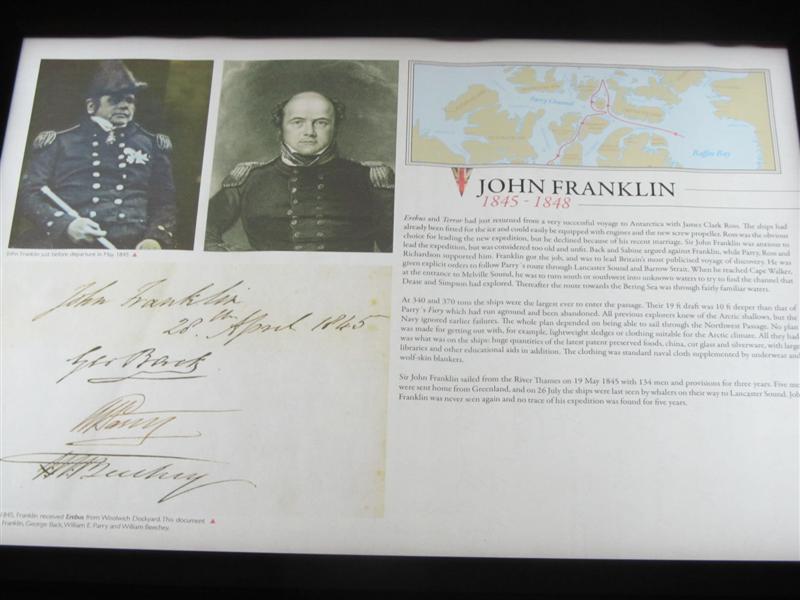 Parry Channel
Baffin Bay
JOHN FRANKLIN
1845 - 1848
John Franklin just before departure in May 1845
Erebus and Terror had just returned from a very successful voyage to Antarctica with James Clark Ross. The ships had
already been fitted for the ice and could easily be equipped with engines and the new screw propeller. Ross was the obvious
choice for leading the new expedition, but he declined because of his recent marriage. Sir John Franklin was anxious to
lead the expedition, but was considered too old and unfit. Back and Sabine argued against Franklin, while Parry, Ross and
Richardson supported him. Franklin got the job, and was to lead Britain's most publicised voyage of discovery. He was
given explicit orders to follow Parry's route through Lancaster Sound and Barrow Strait. When he reached Cape Walker,
at the entrance to Melville Sound, he was to turn south or southwest into unknown waters to try to find the channel that
Dease and Simpson had explored. Thereafter the route towards the Bering Sea was through fairly familiar waters.
At 340 and 370 tons the ships were the largest ever to enter the passage. Their 19 ft draft was 10 ft deeper than that of
Parry's Fury which had run aground and been abandoned. All previous explorers knew of the Arctic shallows, but the
Navy ignored earlier failures. The whole plan depended on being able to sail through the Northwest Passage. No plan
was made for getting out with, for example, lightweight sledges or clothing suitable for the Arctic climate. All they had
was what was on the ships: huge quantities of the latest patent preserved foods, china, cut glass and silverware, with large
libraries and other educational aids in addition. The clothing was standard naval cloth supplemented by underwear and
wolf-skin blankets.
Sir John Franklin sailed from the River Thames on 19 May 1845 with 134 men and provisions for three years. Five me
were sent home from Greenland, and on 26 July the ships were last seen by whalers on their way to Lancaster Sound. Joh
Franklin was never seen again and no trace of his expedition was found for five years.
John Franklin
28th April 1845
Geo Back
WParry
Beechey
1845, Franklin received Erebus from Woolwich Dockyard. This document
Franklin, George Back, William E. Parry and William Beechey.